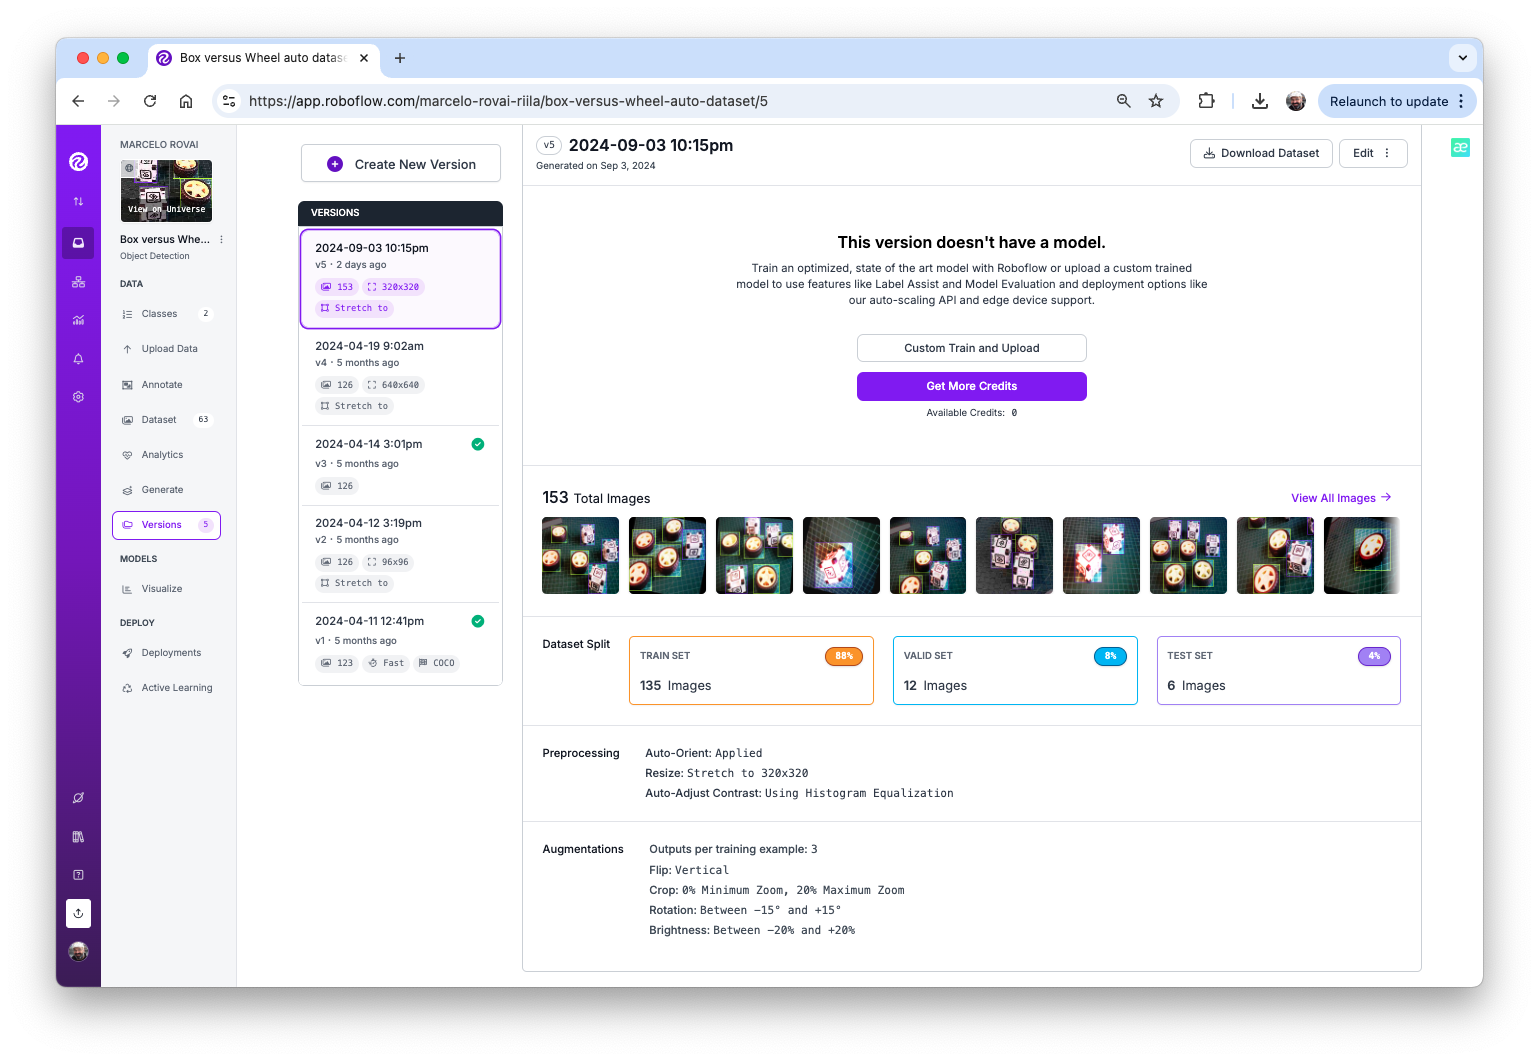 Box versus Wheel auto datase
https://app.roboflow.com/marcelo-rovai-riila/box-versus-wheel-auto-dataset/5
Relaunch to update
MARCELO ROVAI
View on Universe
Box versus Whe...
Object Detection
DATA
Classes 2
Upload Data
Annotate
Dataset 63
Analytics
Generate
Versions 5
MODELS
Visualize
DEPLOY
Deployments
Active Learning
Create New Version
VERSIONS
2024-09-03 10:15pm
v5 · 2 days ago
153 320x320
Stretch to
2024-04-19 9:02am
v4 · 5 months ago
126 640x640
Stretch to
2024-04-14 3:01pm
v3 · 5 months ago
126
2024-04-12 3:19pm
v2 · 5 months ago
126 96x96
Stretch to
2024-04-11 12:41pm
v1 · 5 months ago
123 Fast COCO
v5 2024-09-03 10:15pm
Generated on Sep 3, 2024
Download Dataset
Edit
æ
This version doesn't have a model.
Train an optimized, state of the art model with Roboflow or upload a custom trained
model to use features like Label Assist and Model Evaluation and deployment options like
our auto-scaling API and edge device support.
Custom Train and Upload
Get More Credits
Available Credits: 0
153 Total Images
View All Images →
Dataset Split
TRAIN SET 88%
135 Images
VALID SET 8%
12 Images
TEST SET 4%
6 Images
Preprocessing
Auto-Orient: Applied
Resize: Stretch to 320x320
Auto-Adjust Contrast: Using Histogram Equalization
Augmentations
Outputs per training example: 3
Flip: Vertical
Crop: 0% Minimum Zoom, 20% Maximum Zoom
Rotation: Between −15° and +15°
Brightness: Between −20% and +20%